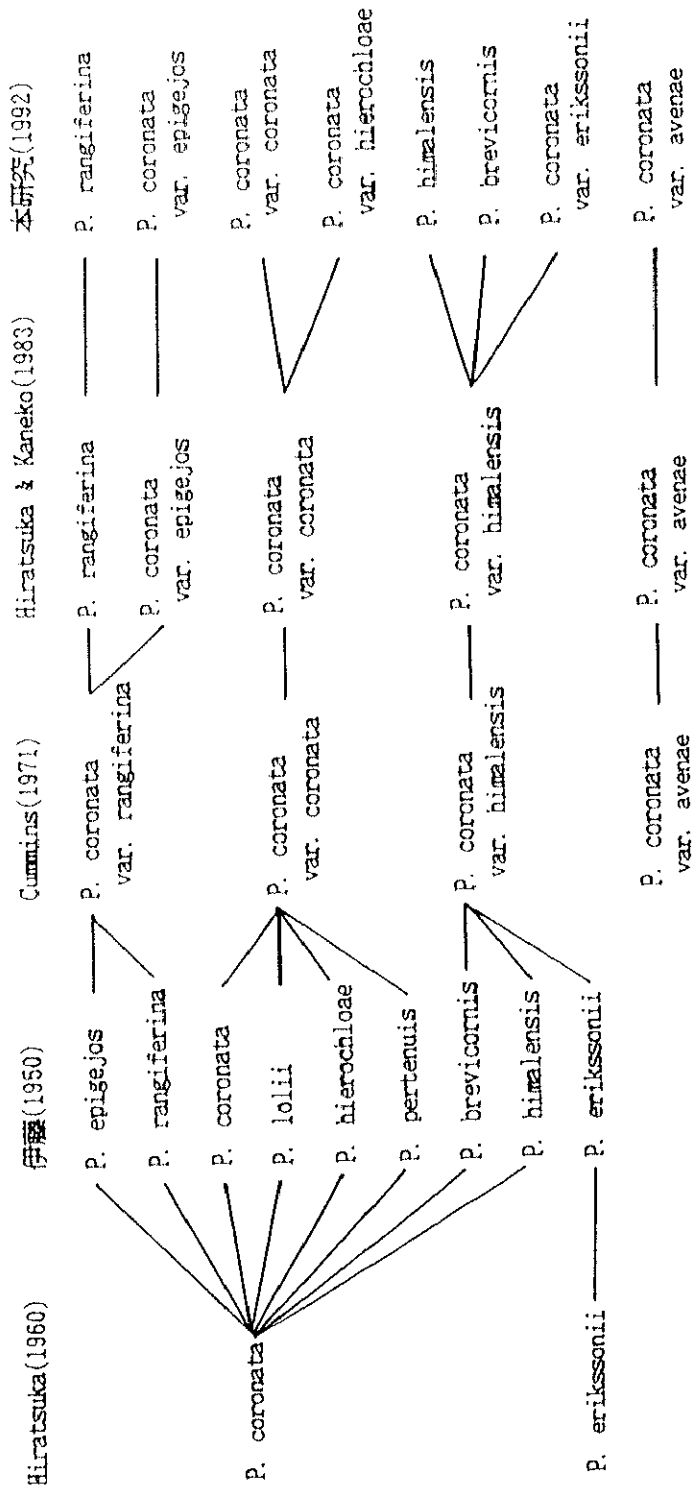 Hiratsuka(1960)
P. coronata
P. erikssonii
伊藤(1950)
P. epigejos
P. rangiferina
P. coronata
P. lolii
P. hierochloae
P. pertenuis
P. brevicornis
P. himalensis
P. erikssonii
Cummins(1971)
P. coronata
var. rangiferina
P. coronata
var. coronata
P. coronata
var. himalensis
P. coronata
var. avenae
Hiratsuka & Kaneko(1983)
P. rangiferina
P. coronata
var. epigejos
P. coronata
var. coronata
P. coronata
var. himalensis
P. coronata
var. avenae
本研究(1992)
P. rangiferina
P. coronata
var. epigejos
P. coronata
var. coronata
P. coronata
var. hierochloae
P. himalensis
P. brevicornis
P. coronata
var. erikssonii
P. coronata
var. avenae